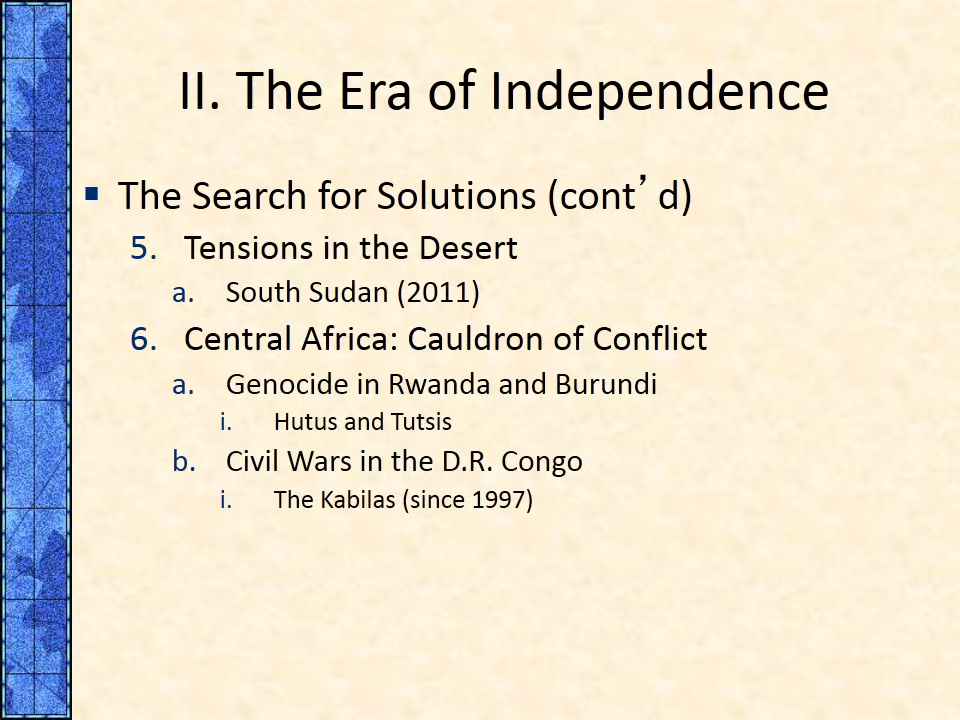 II. The Era of Independence
▪ The Search for Solutions (cont’d)
5. Tensions in the Desert
a. South Sudan (2011)
6. Central Africa: Cauldron of Conflict
a. Genocide in Rwanda and Burundi
i. Hutus and Tutsis
b. Civil Wars in the D.R. Congo
i. The Kabilas (since 1997)